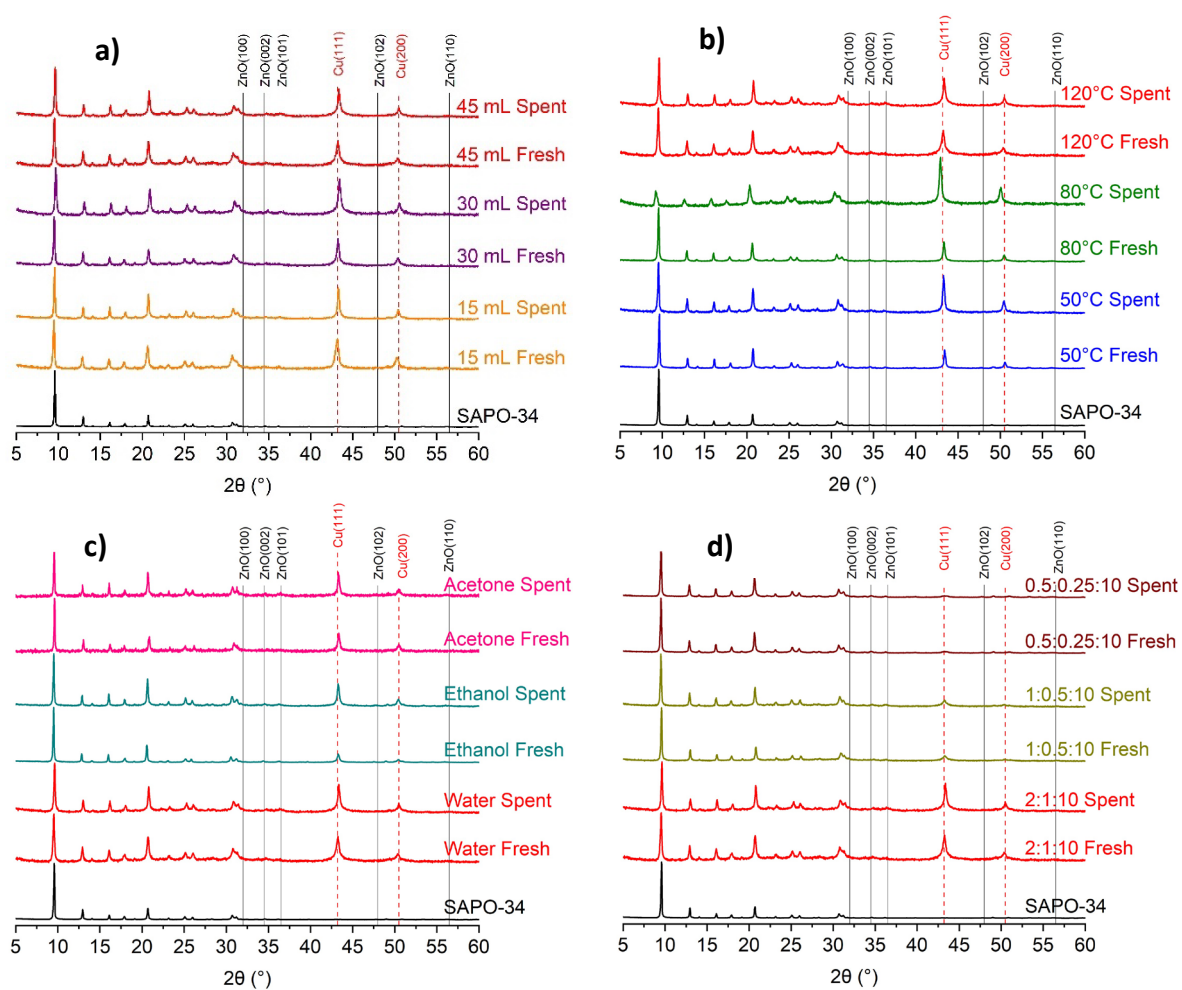 a)
ZnO(100)
ZnO(002)
ZnO(101)
Cu(111)
ZnO(102)
Cu(200)
ZnO(110)
45 mL Spent
45 mL Fresh
30 mL Spent
30 mL Fresh
15 mL Spent
15 mL Fresh
SAPO-34
5 10 15 20 25 30 35 40 45 50 55 60
2θ (°)
b)
ZnO(100)
ZnO(002)
ZnO(101)
Cu(111)
ZnO(102)
Cu(200)
ZnO(110)
120°C Spent
120°C Fresh
80°C Spent
80°C Fresh
50°C Spent
50°C Fresh
SAPO-34
5 10 15 20 25 30 35 40 45 50 55 60
2θ (°)
c)
ZnO(100)
ZnO(002)
ZnO(101)
Cu(111)
ZnO(102)
Cu(200)
ZnO(110)
Acetone Spent
Acetone Fresh
Ethanol Spent
Ethanol Fresh
Water Spent
Water Fresh
SAPO-34
5 10 15 20 25 30 35 40 45 50 55 60
2θ (°)
d)
ZnO(100)
ZnO(002)
ZnO(101)
Cu(111)
ZnO(102)
Cu(200)
ZnO(110)
0.5:0.25:10 Spent
0.5:0.25:10 Fresh
1:0.5:10 Spent
1:0.5:10 Fresh
2:1:10 Spent
2:1:10 Fresh
SAPO-34
5 10 15 20 25 30 35 40 45 50 55 60
2θ (°)